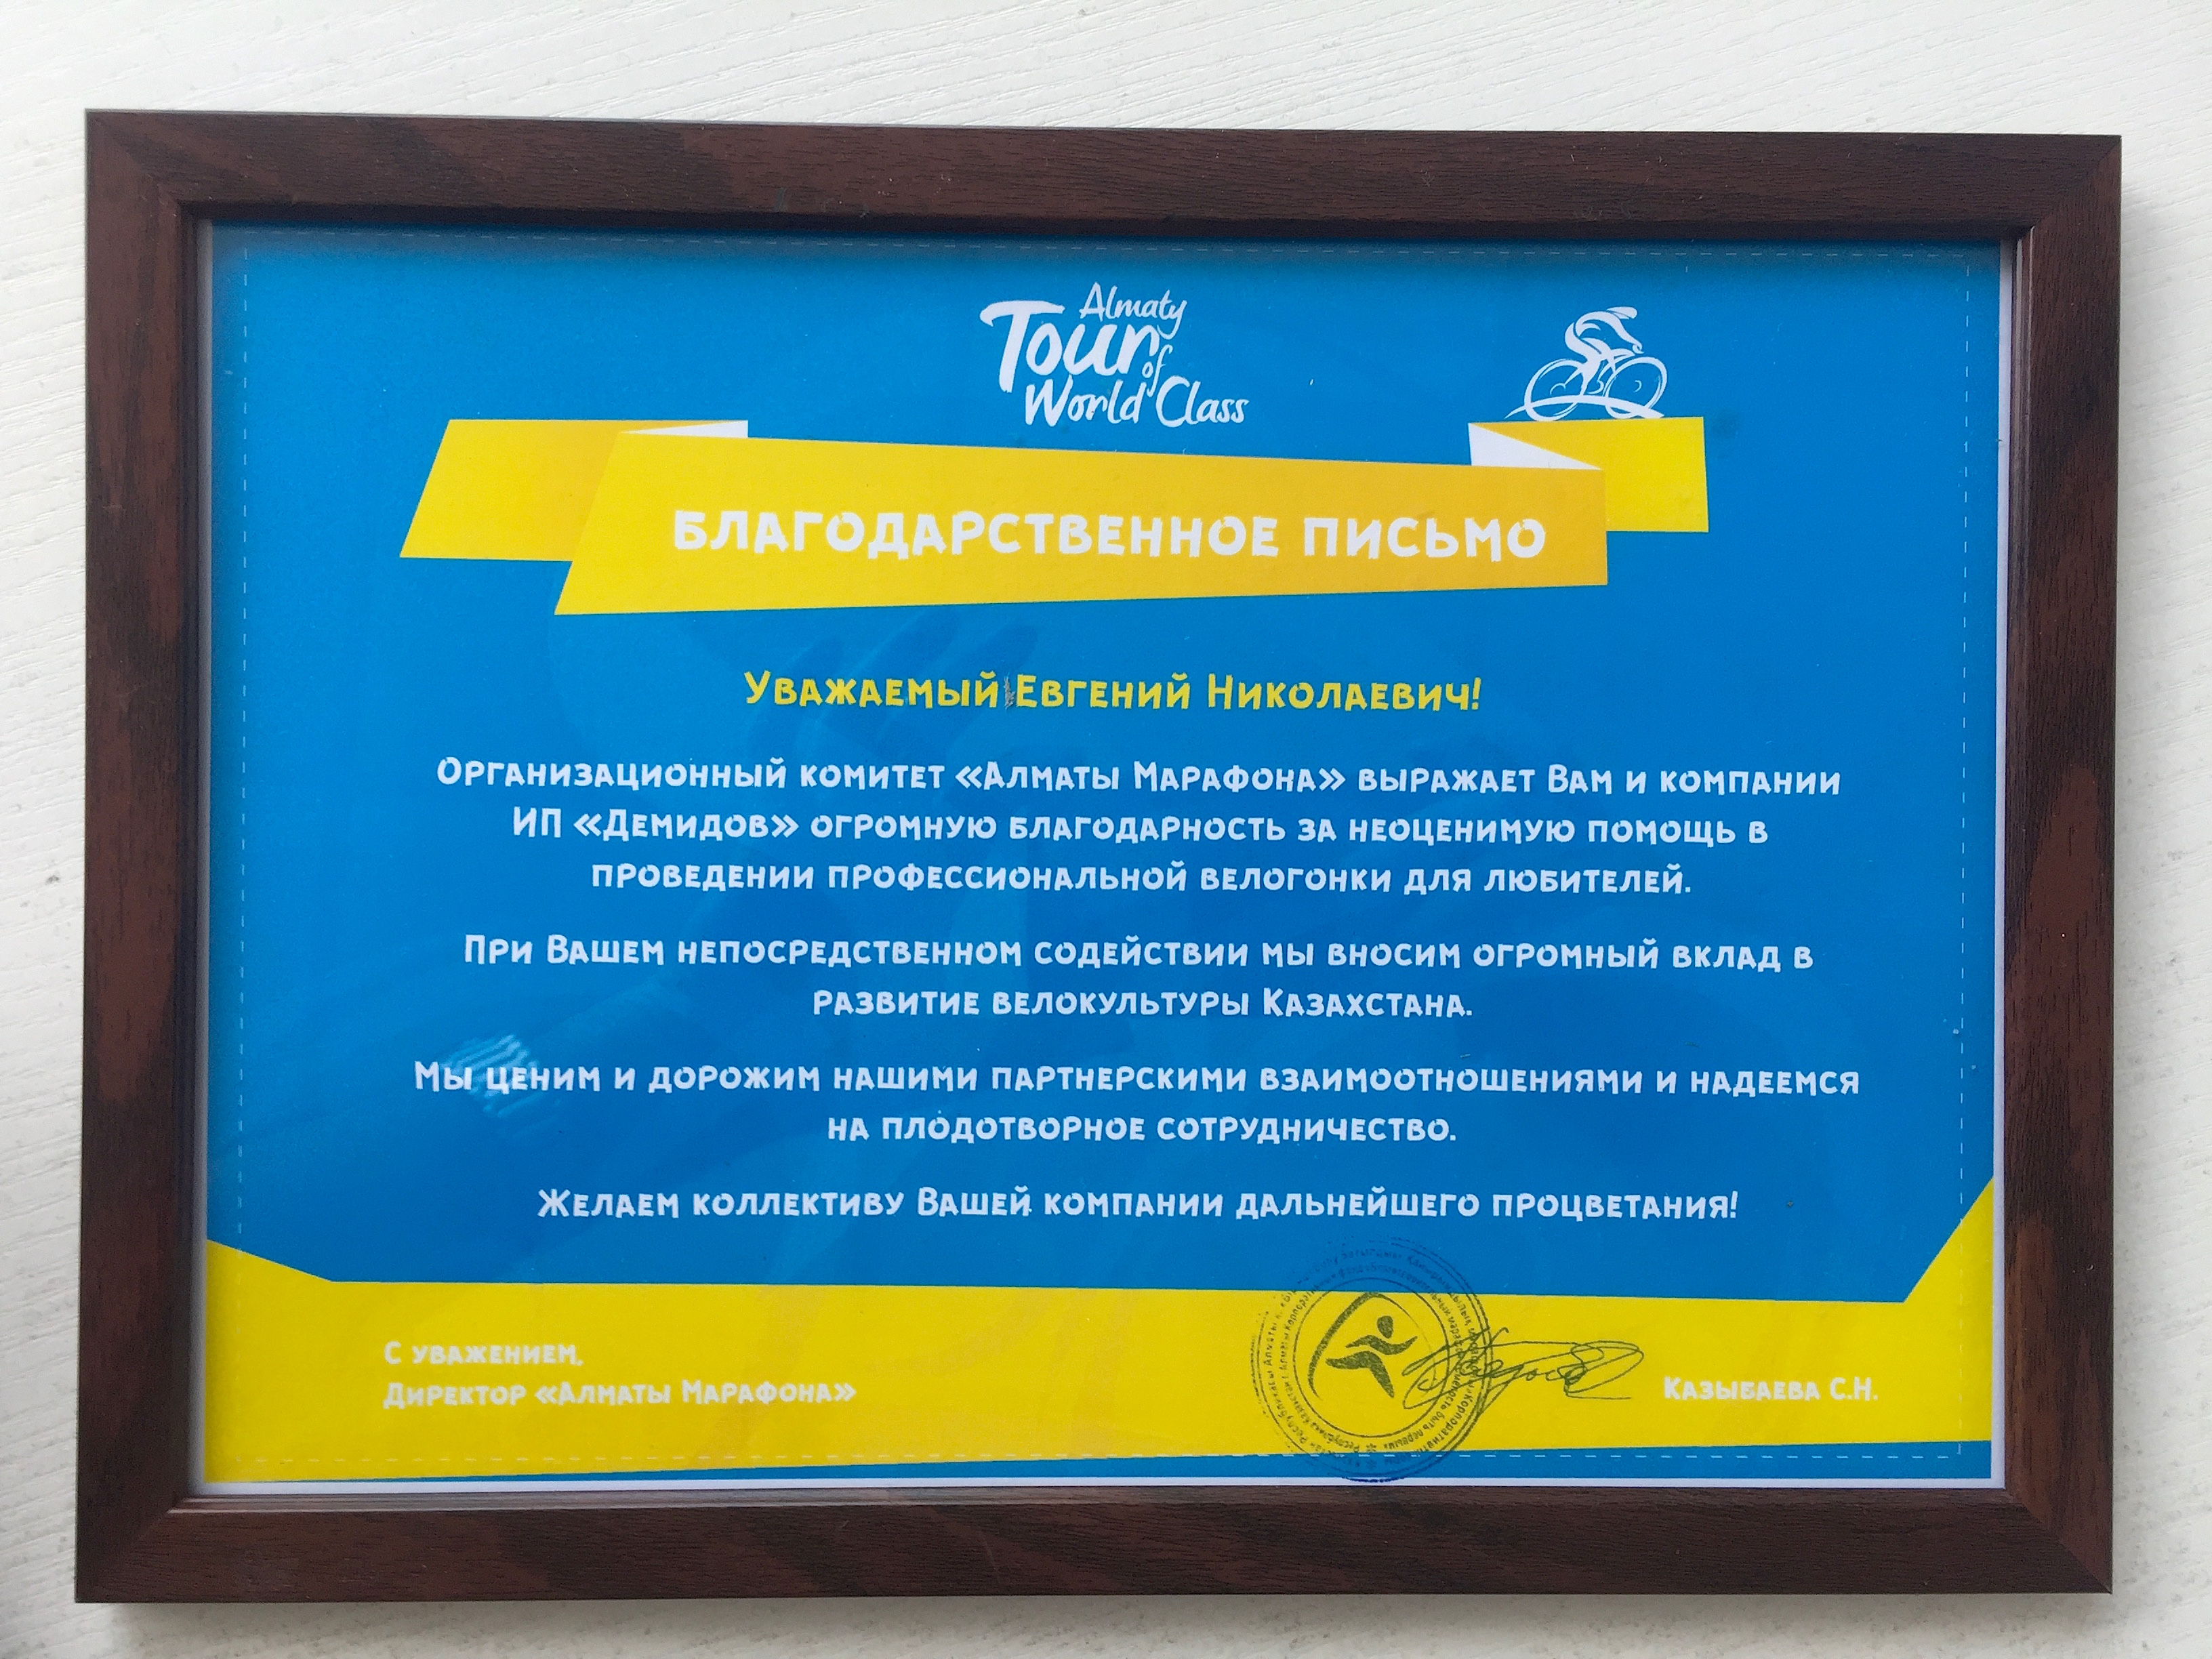 Almaty
Tour of
World Class
БЛАГОДАРСТВЕННОЕ ПИСЬМО
УВАЖАЕМЫЙ ЕВГЕНИЙ НИКОЛАЕВИЧ!
ОРГАНИЗАЦИОННЫЙ КОМИТЕТ «АЛМАТЫ МАРАФОНА» ВЫРАЖАЕТ ВАМ И КОМПАНИИ
ИП «ДЕМИДОВ» ОГРОМНУЮ БЛАГОДАРНОСТЬ ЗА НЕОЦЕНИМУЮ ПОМОЩЬ В
ПРОВЕДЕНИИ ПРОФЕССИОНАЛЬНОЙ ВЕЛОГОНКИ ДЛЯ ЛЮБИТЕЛЕЙ.
ПРИ ВАШЕМ НЕПОСРЕДСТВЕННОМ СОДЕЙСТВИИ МЫ ВНОСИМ ОГРОМНЫЙ ВКЛАД В
РАЗВИТИЕ ВЕЛОКУЛЬТУРЫ КАЗАХСТАНА.
МЫ ЦЕНИМ И ДОРОЖИМ НАШИМИ ПАРТНЕРСКИМИ ВЗАИМООТНОШЕНИЯМИ И НАДЕЕМСЯ
НА ПЛОДОТВОРНОЕ СОТРУДНИЧЕСТВО.
ЖЕЛАЕМ КОЛЛЕКТИВУ ВАШЕЙ КОМПАНИИ ДАЛЬНЕЙШЕГО ПРОЦВЕТАНИЯ!
С УВАЖЕНИЕМ,
ДИРЕКТОР «АЛМАТЫ МАРАФОНА»
КАЗЫБАЕВА С.Н.